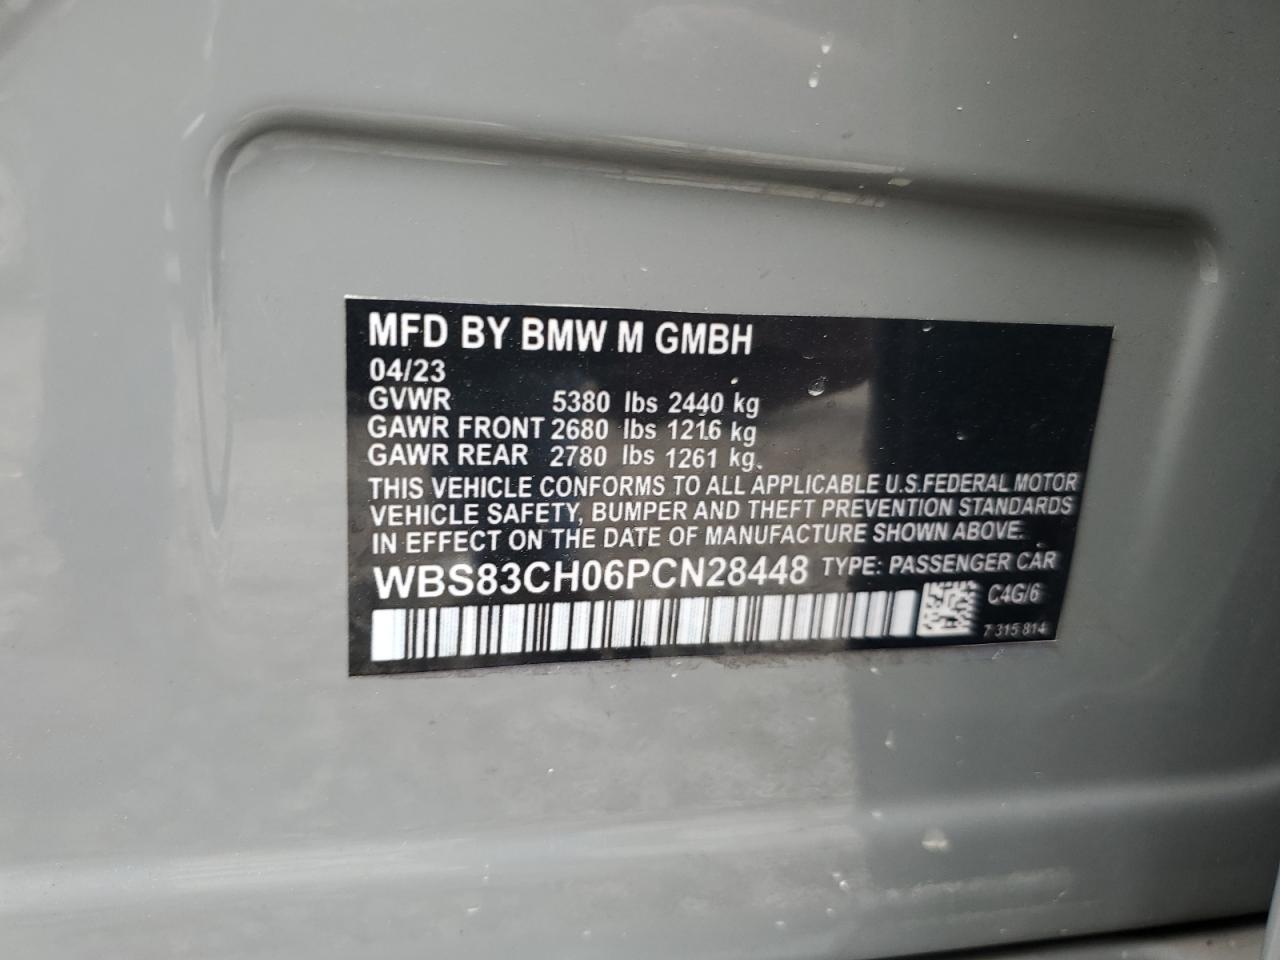 MFD BY BMW M GMBH
04/23
GVWR 5380 lbs 2440 kg
GAWR FRONT 2680 lbs 1216 kg
GAWR REAR 2780 lbs 1261 kg
THIS VEHICLE CONFORMS TO ALL APPLICABLE U.S.FEDERAL MOTOR
VEHICLE SAFETY, BUMPER AND THEFT PREVENTION STANDARDS
IN EFFECT ON THE DATE OF MANUFACTURE SHOWN ABOVE.
WBS83CH06PCN28448 TYPE: PASSENGER CAR
C4G/6
7 315 814